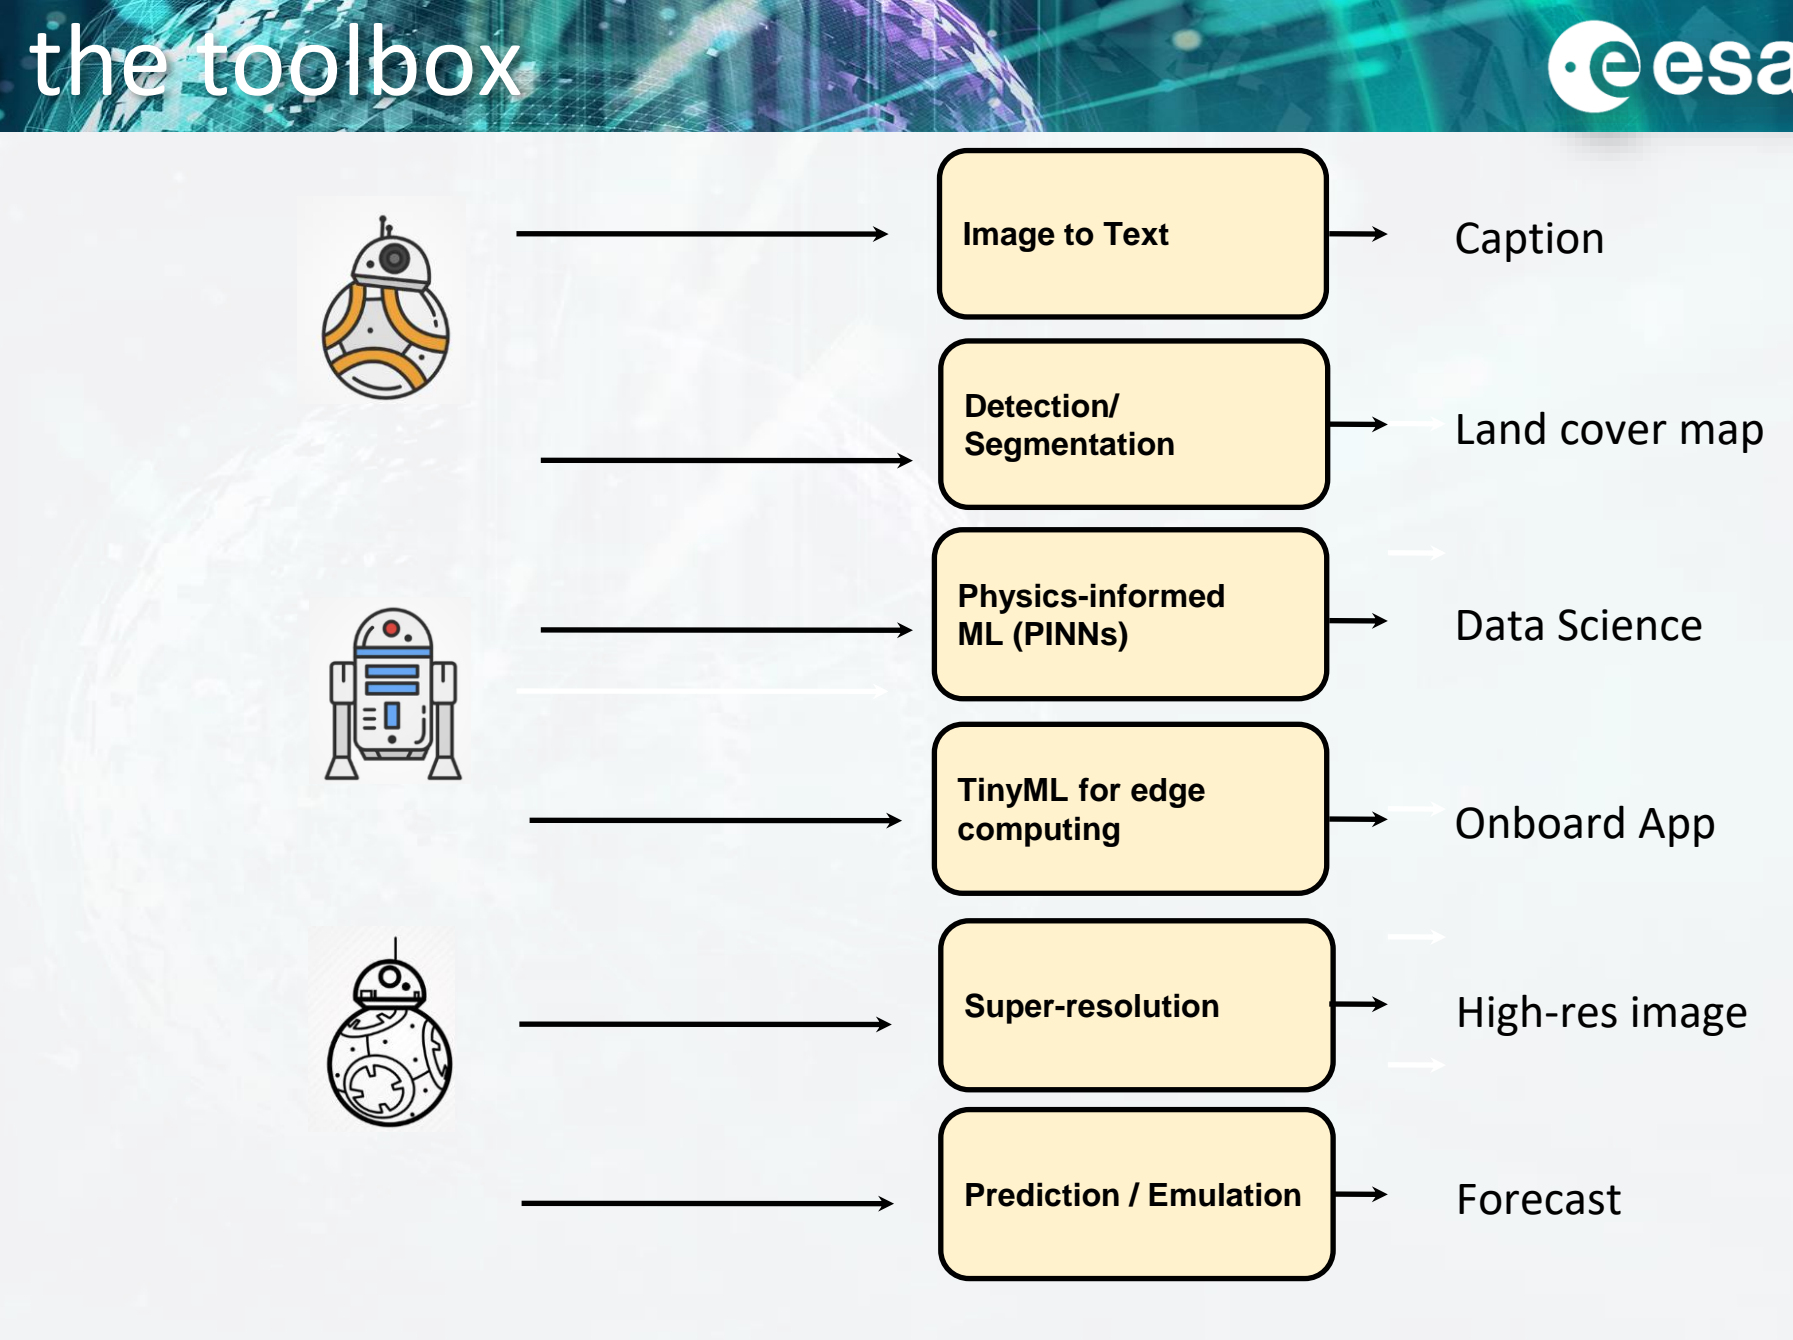 the toolbox
esa
Image to Text
Caption
Detection/
Segmentation
Land cover map
Physics-informed
ML (PINNs)
Data Science
TinyML for edge
computing
Onboard App
Super-resolution
High-res image
Prediction / Emulation
Forecast